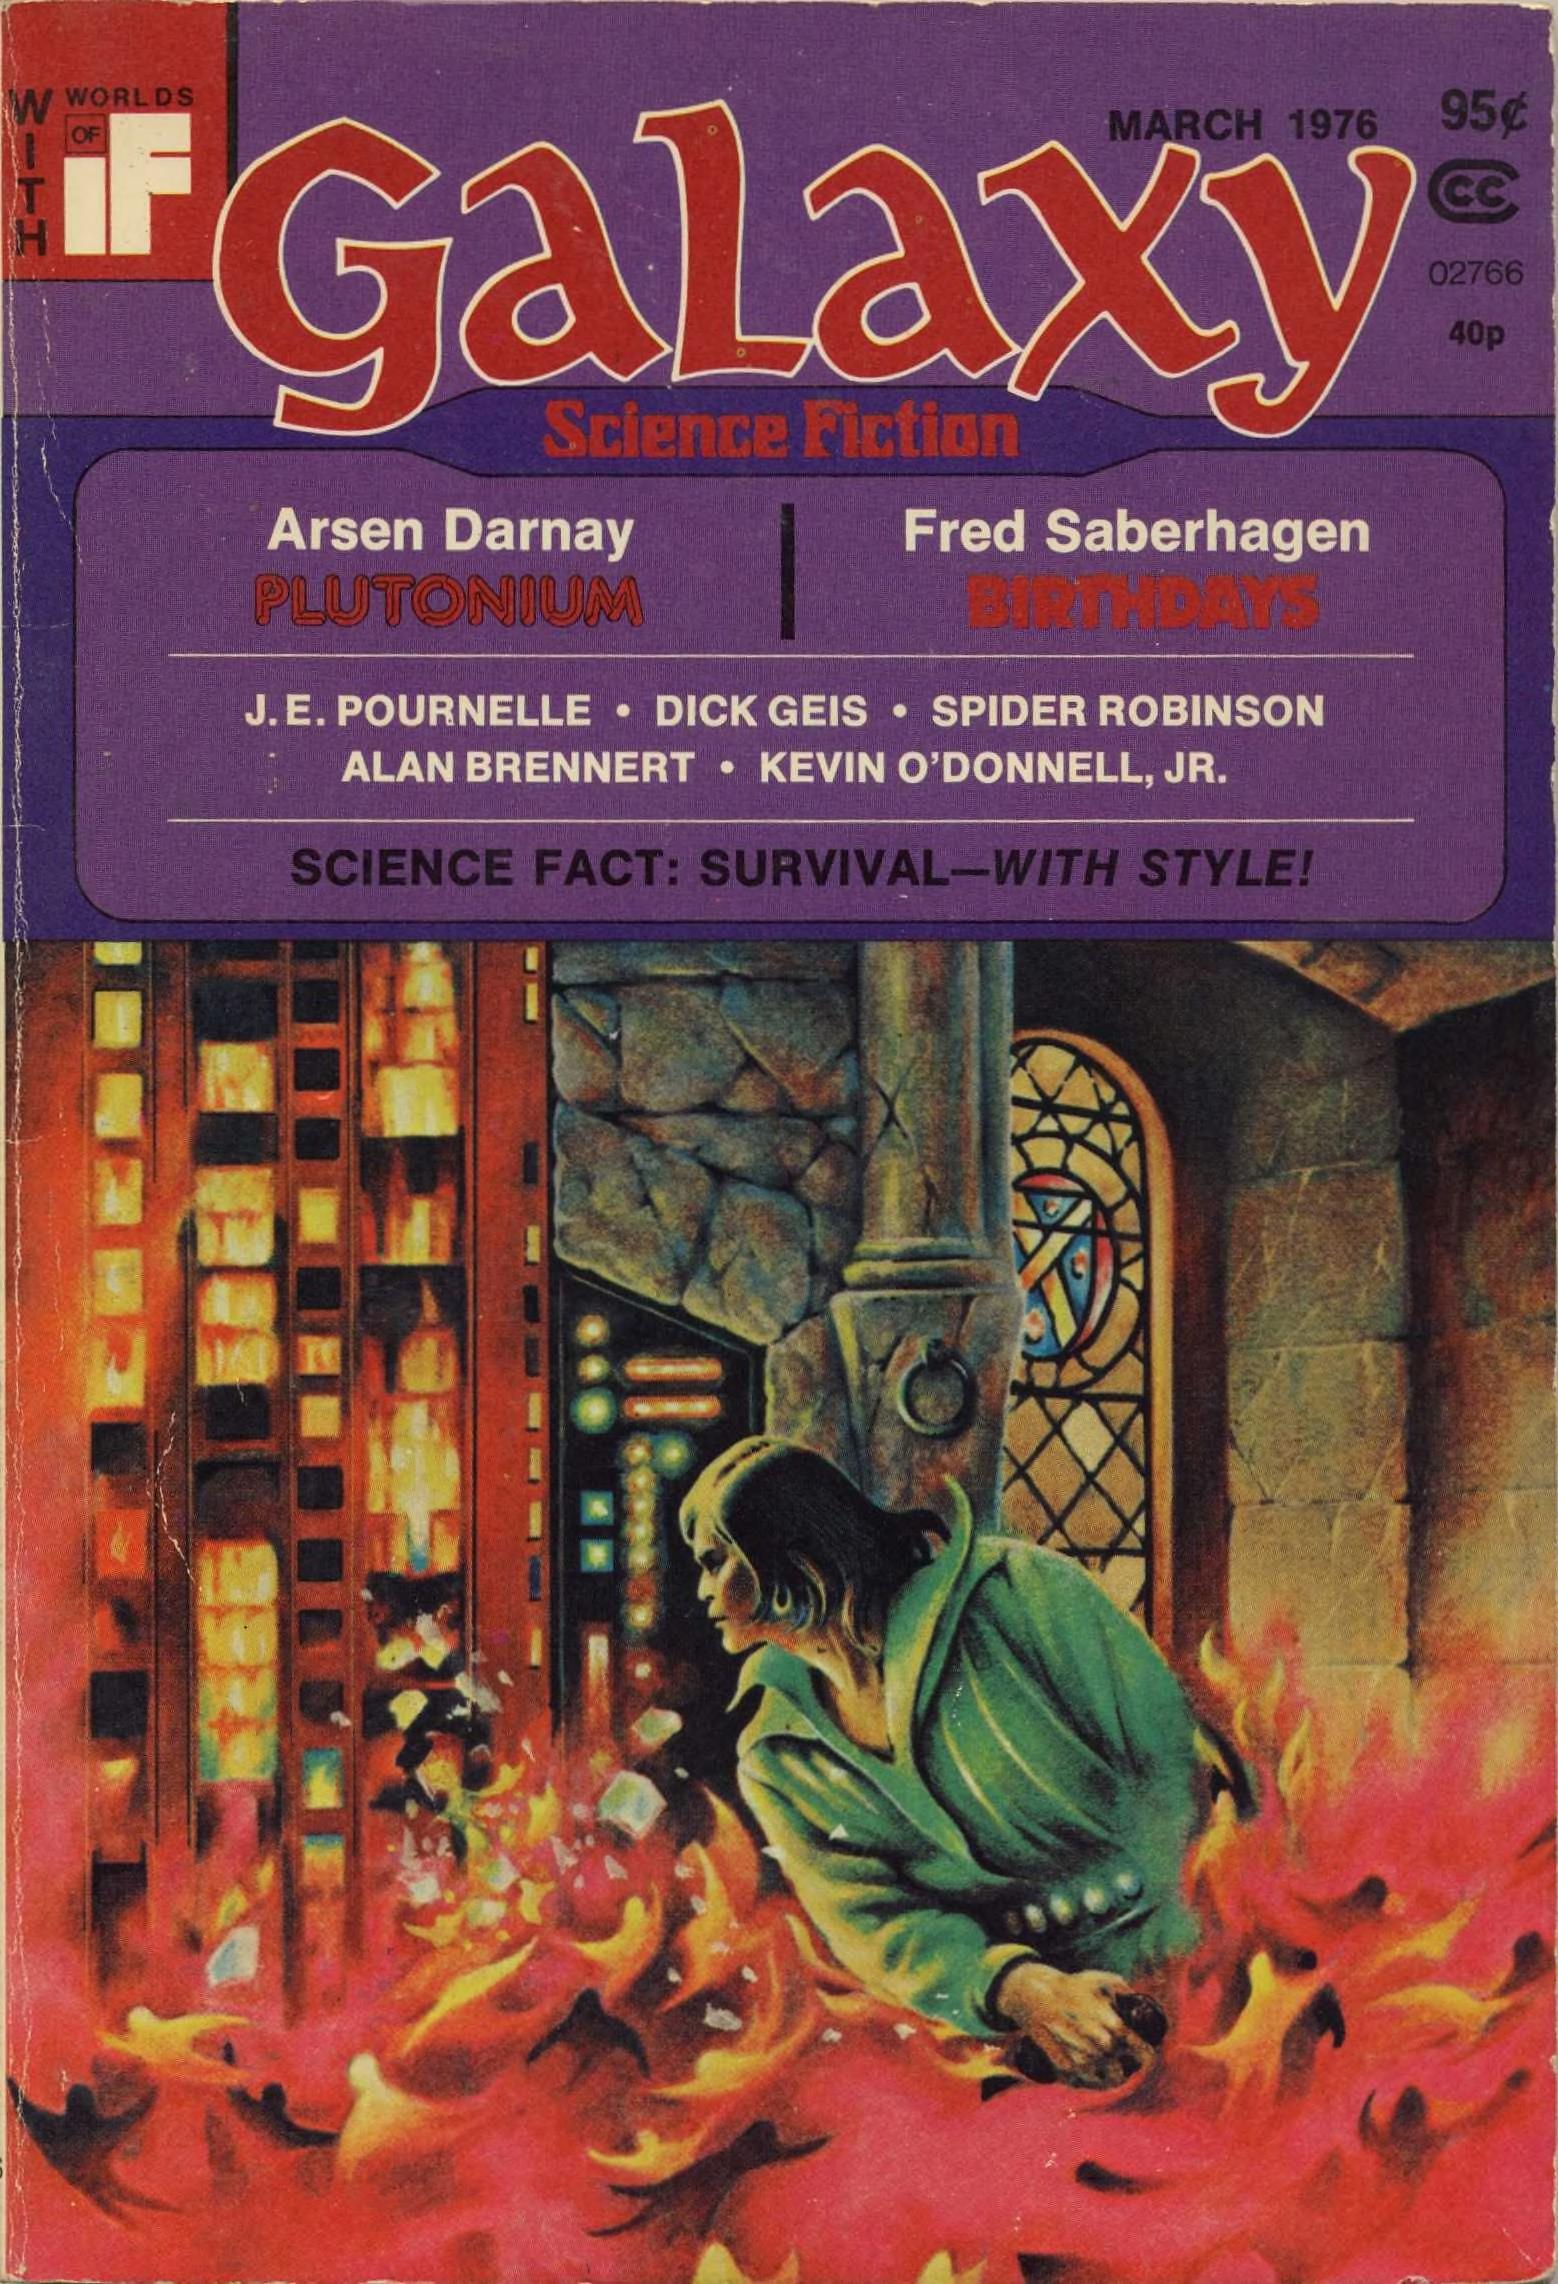 WITH
WORLDS
OF
iF
MARCH 1976
95¢
CC
02766
40p
Galaxy
Science Fiction
Arsen Darnay
PLUTONIUM
Fred Saberhagen
BIRTHDAYS
J.E. POURNELLE • DICK GEIS • SPIDER ROBINSON
ALAN BRENNERT • KEVIN O'DONNELL, JR.
SCIENCE FACT: SURVIVAL—WITH STYLE!